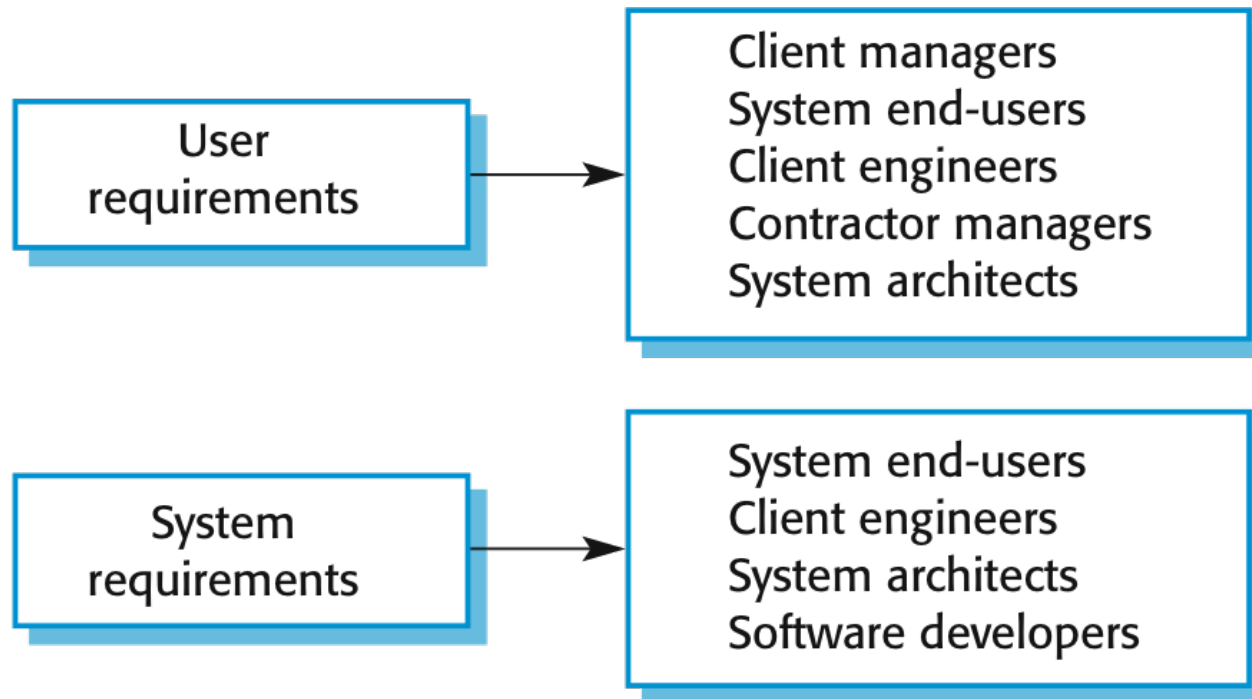 User
requirements
Client managers
System end-users
Client engineers
Contractor managers
System architects
System
requirements
System end-users
Client engineers
System architects
Software developers